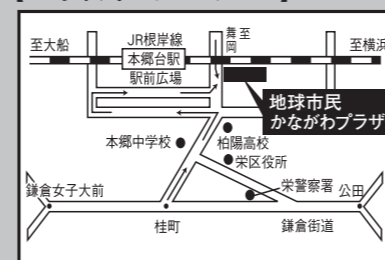 JR根岸線
舞岡
至
至大船
本郷台駅
至横浜
駅前広場
地球市民
かながわプラザ
本郷中学校
柏陽高校
栄区役所
栄警察署
鎌倉女子大前
公田
桂町
鎌倉街道